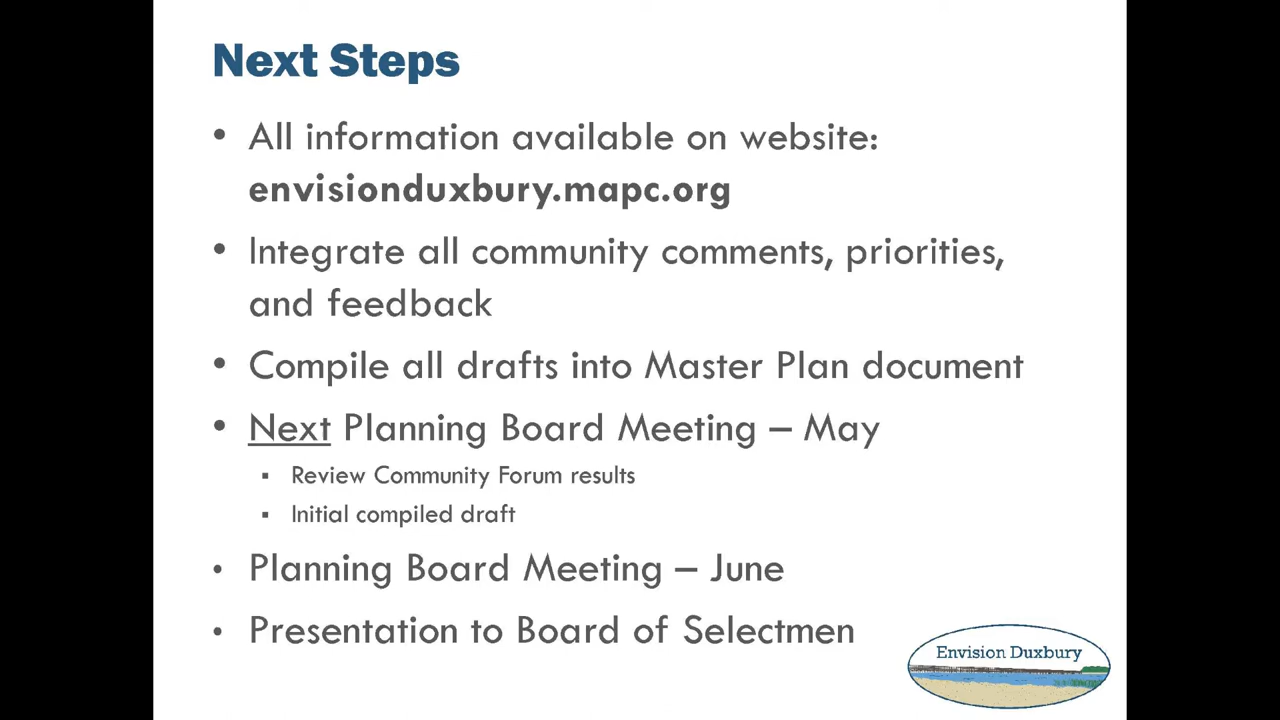 Next Steps
• All information available on website:
envisionduxbury.mapc.org
• Integrate all community comments, priorities,
and feedback
• Compile all drafts into Master Plan document
• Next Planning Board Meeting – May
▪ Review Community Forum results
▪ Initial compiled draft
• Planning Board Meeting – June
• Presentation to Board of Selectmen
Envision Duxbury